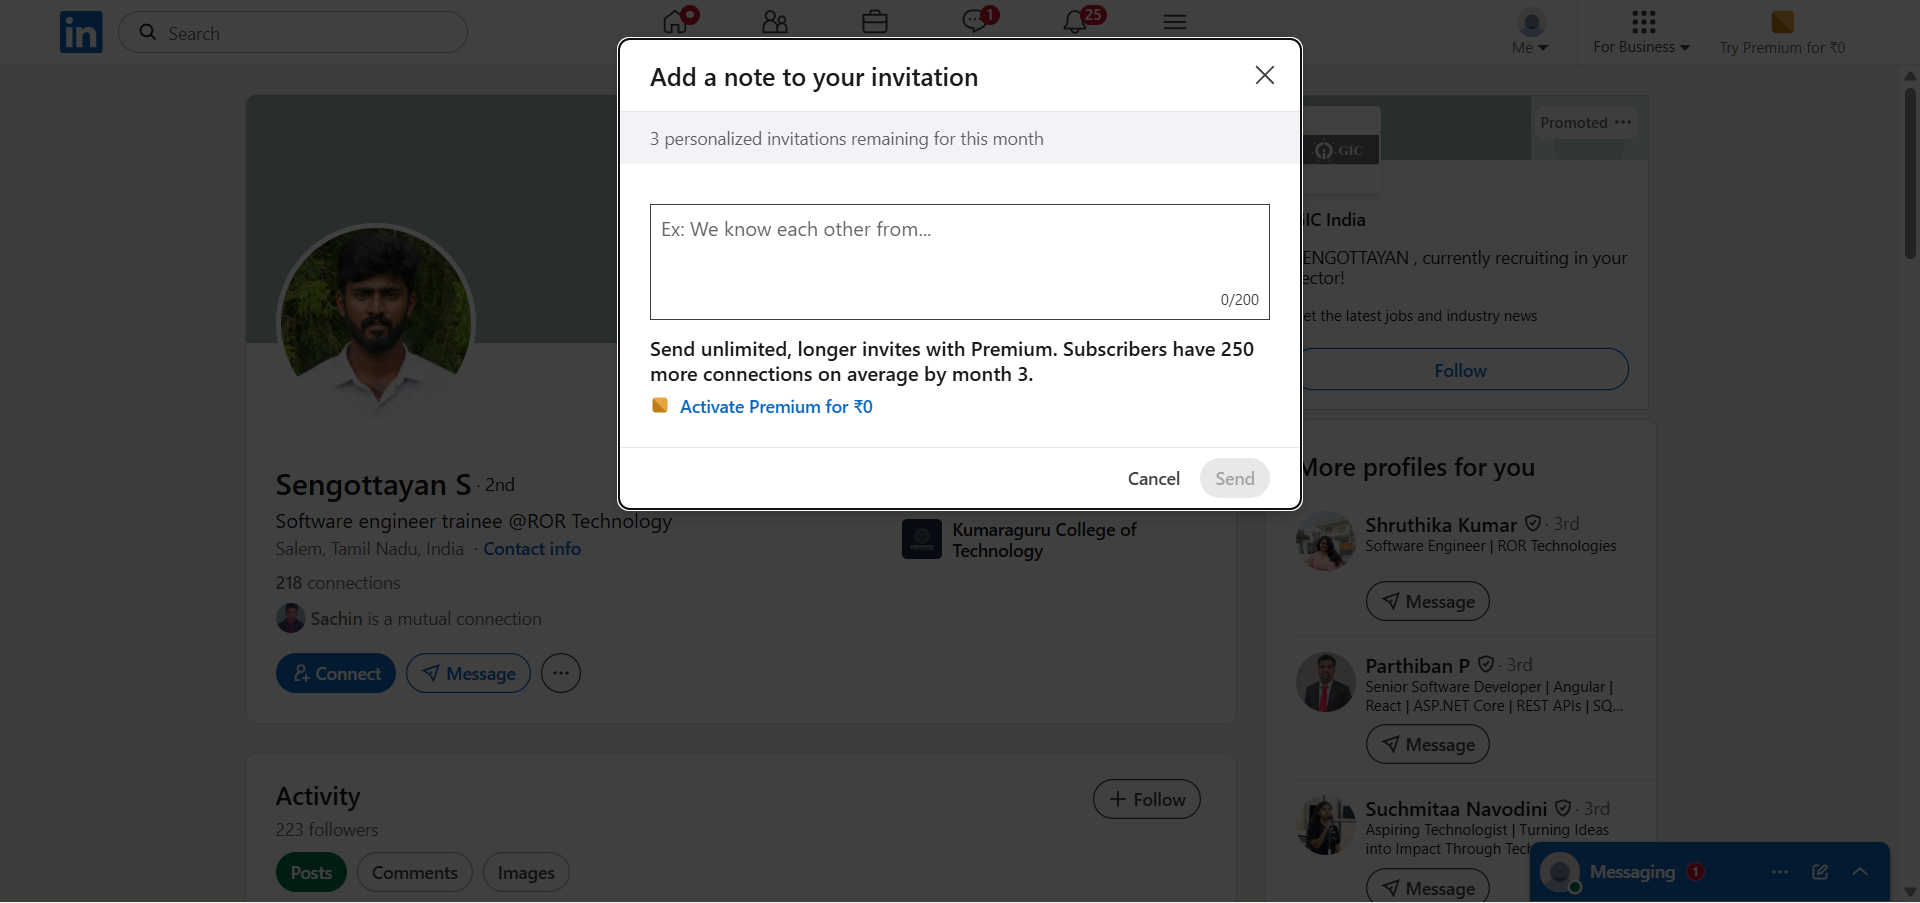 in
Search
1
25
Me
For Business
Try Premium for ₹0
Add a note to your invitation
3 personalized invitations remaining for this month
Ex: We know each other from...
0/200
Send unlimited, longer invites with Premium. Subscribers have 250
more connections on average by month 3.
Activate Premium for ₹0
Cancel
Send
Sengottayan S · 2nd
Software engineer trainee @ROR Technology
Salem, Tamil Nadu, India · Contact info
218 connections
Sachin is a mutual connection
Connect
Message
Kumaraguru College of
Technology
Activity
223 followers
Follow
Posts
Comments
Images
Promoted
GIC
IC India
ENGOTTAYAN , currently recruiting in your
ector!
et the latest jobs and industry news
Follow
More profiles for you
Shruthika Kumar · 3rd
Software Engineer | ROR Technologies
Message
Parthiban P · 3rd
Senior Software Developer | Angular |
React | ASP.NET Core | REST APIs | SQ...
Message
Suchmitaa Navodini · 3rd
Aspiring Technologist | Turning Ideas
into Impact Through Tech
Message
Messaging
1